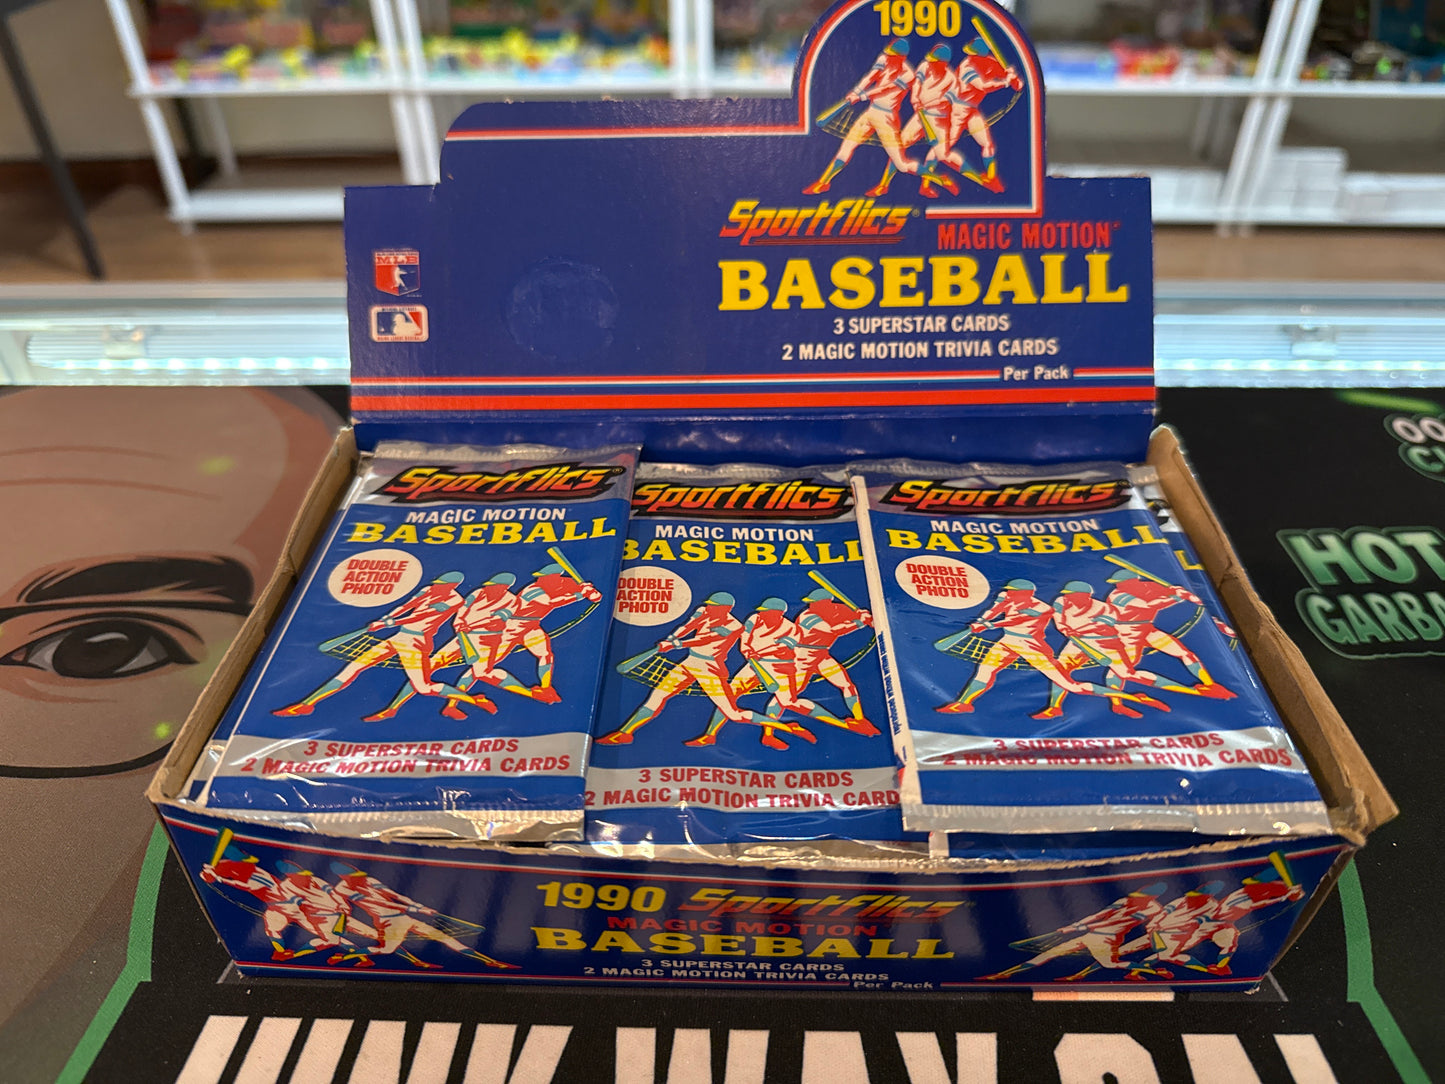 1990
Sportflics®
MAGIC MOTION
BASEBALL
3 SUPERSTAR CARDS
2 MAGIC MOTION TRIVIA CARDS
Per Pack
MLB
Sportflics®
MAGIC MOTION
BASEBALL
DOUBLE
ACTION
PHOTO
3 SUPERSTAR CARDS
2 MAGIC MOTION TRIVIA CARDS
Sportflics
MAGIC MOTION
BASEBALL
DOUBLE
ACTION
PHOTO
3 SUPERSTAR CARDS
2 MAGIC MOTION TRIVIA CARD
Sportflics
MAGIC MOTION
BASEBALL
DOUBLE
ACTION
PHOTO
3 SUPERSTAR CARDS
2 MAGIC MOTION TRIVIA CARDS
1990 Sportflics
MAGIC MOTION
BASEBALL
3 SUPERSTAR CARDS
2 MAGIC MOTION TRIVIA CARDS
Per Pack
HOT
GARBA